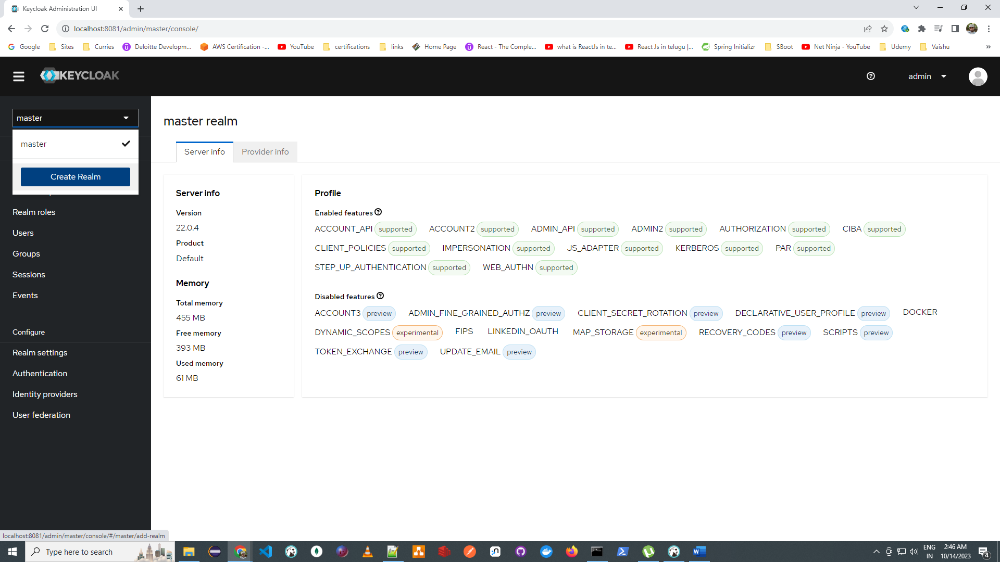 Keycloak Administration UI
localhost:8081/admin/master/console/
Google Sites Curries Deloitte Developm... AWS Certification -... YouTube certifications links Home Page React - The Comple... what is ReactJs in te... React Js in telugu |... Spring Initializr SBoot Net Ninja - YouTube Udemy Vaishu »
KEYCLOAK admin
master
master
Create Realm
Realm roles
Users
Groups
Sessions
Events
Configure
Realm settings
Authentication
Identity providers
User federation
master realm
Server info Provider info
Server info
Version
22.0.4
Product
Default
Memory
Total memory
455 MB
Free memory
393 MB
Used memory
61 MB
Profile
Enabled features
ACCOUNT_API supported ACCOUNT2 supported ADMIN_API supported ADMIN2 supported AUTHORIZATION supported CIBA supported
CLIENT_POLICIES supported IMPERSONATION supported JS_ADAPTER supported KERBEROS supported PAR supported
STEP_UP_AUTHENTICATION supported WEB_AUTHN supported
Disabled features
ACCOUNT3 preview ADMIN_FINE_GRAINED_AUTHZ preview CLIENT_SECRET_ROTATION preview DECLARATIVE_USER_PROFILE preview DOCKER
DYNAMIC_SCOPES experimental FIPS LINKEDIN_OAUTH MAP_STORAGE experimental RECOVERY_CODES preview SCRIPTS preview
TOKEN_EXCHANGE preview UPDATE_EMAIL preview
localhost:8081/admin/master/console/#/master/add-realm
Type here to search
ENG
IN
2:46 AM
10/14/2023
4